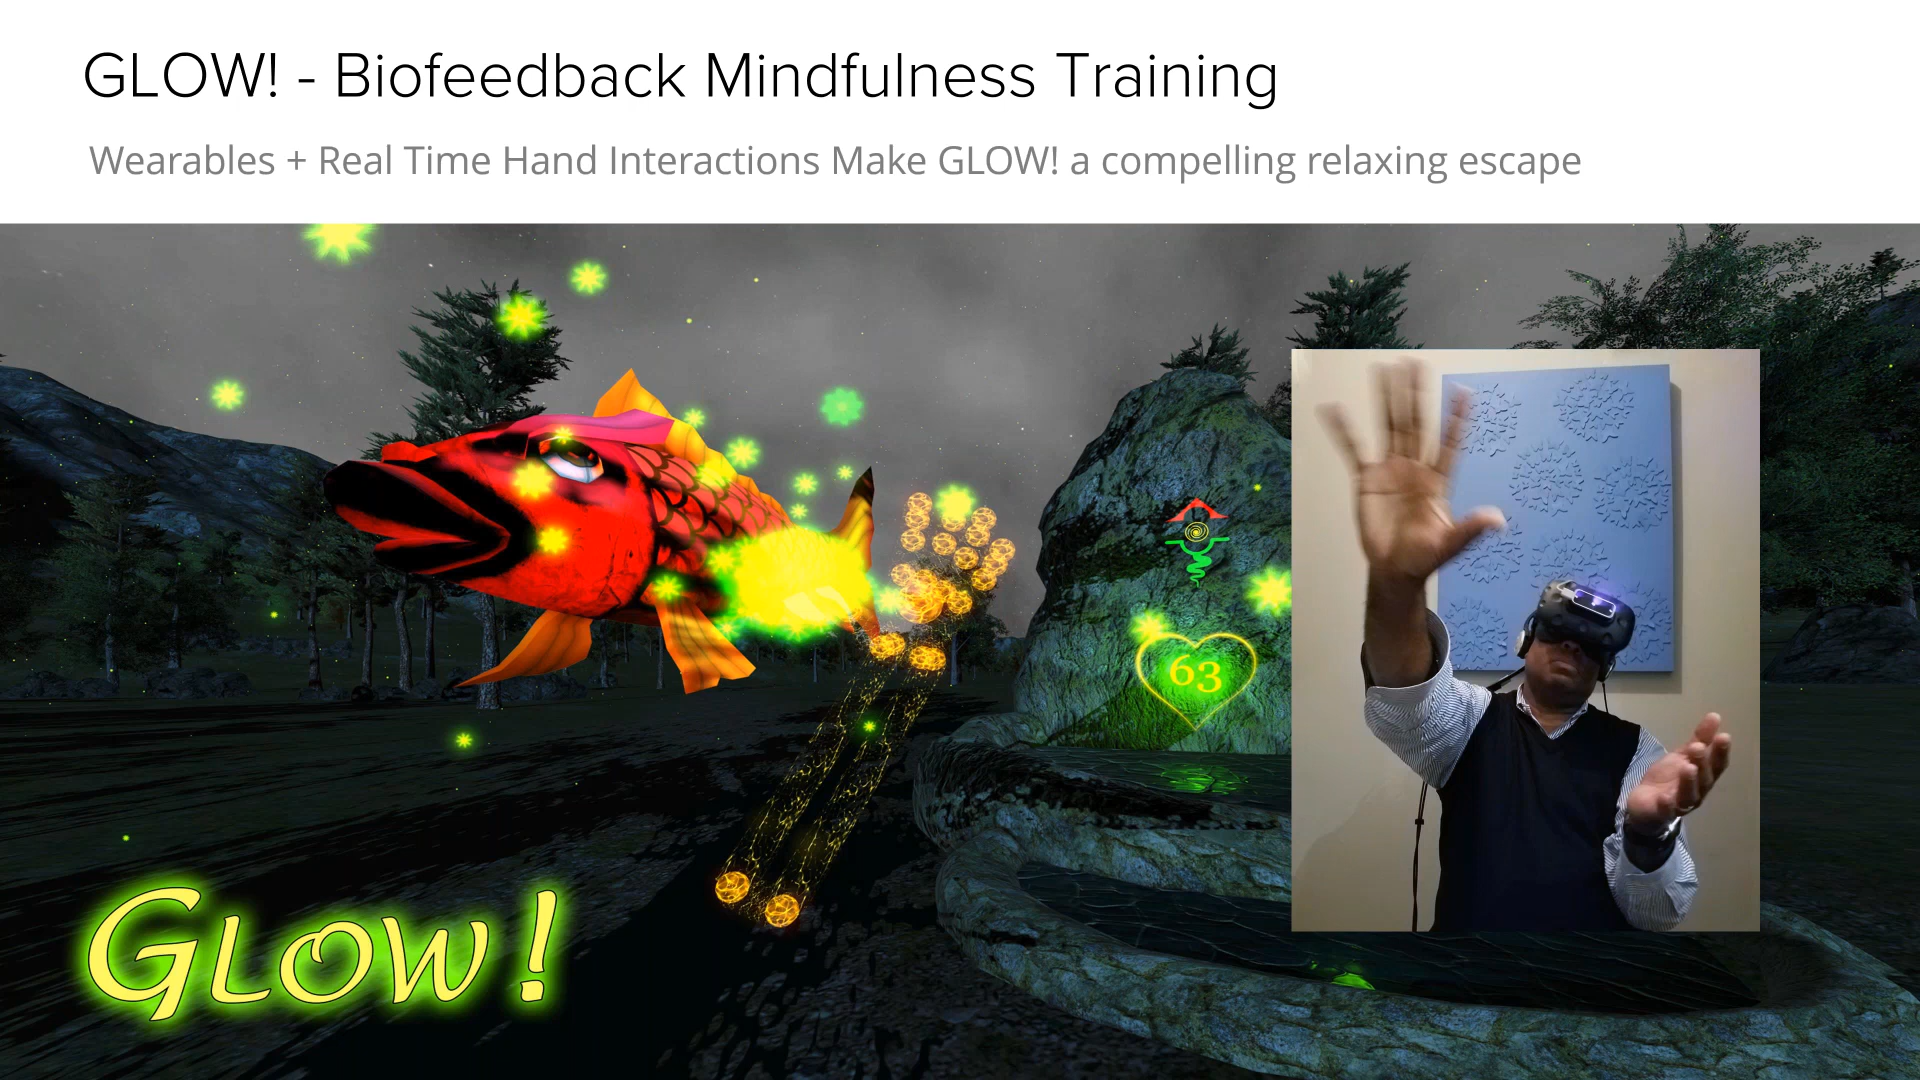 GLOW! - Biofeedback Mindfulness Training
Wearables + Real Time Hand Interactions Make GLOW! a compelling relaxing escape
63
GLOW!